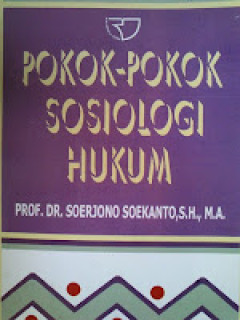 POKOK-POKOK
SOSIOLOGI
HUKUM
PROF. DR. SOERJONO SOEKANTO,S.H., M.A.